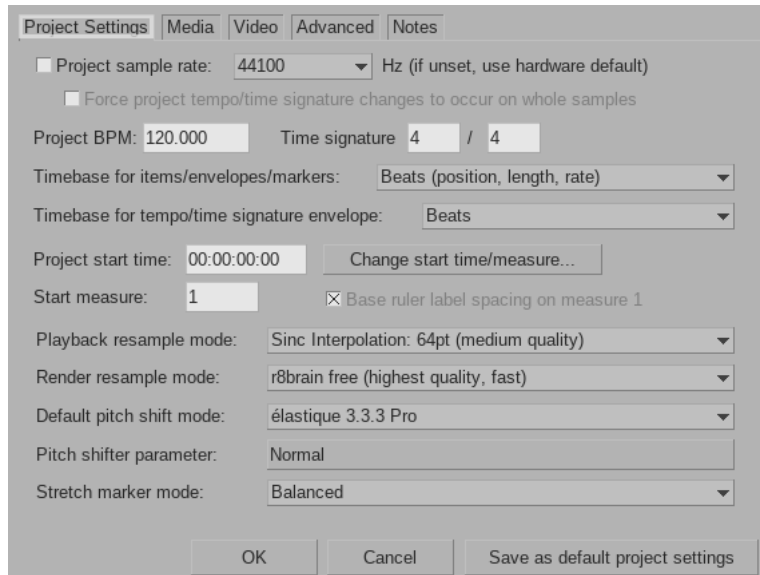 Project Settings Media Video Advanced Notes
Project sample rate: 44100 Hz (if unset, use hardware default)
Force project tempo/time signature changes to occur on whole samples
Project BPM: 120.000 Time signature 4 / 4
Timebase for items/envelopes/markers: Beats (position, length, rate)
Timebase for tempo/time signature envelope: Beats
Project start time: 00:00:00:00 Change start time/measure...
Start measure: 1 Base ruler label spacing on measure 1
Playback resample mode: Sinc Interpolation: 64pt (medium quality)
Render resample mode: r8brain free (highest quality, fast)
Default pitch shift mode: élastique 3.3.3 Pro
Pitch shifter parameter: Normal
Stretch marker mode: Balanced
OK Cancel Save as default project settings